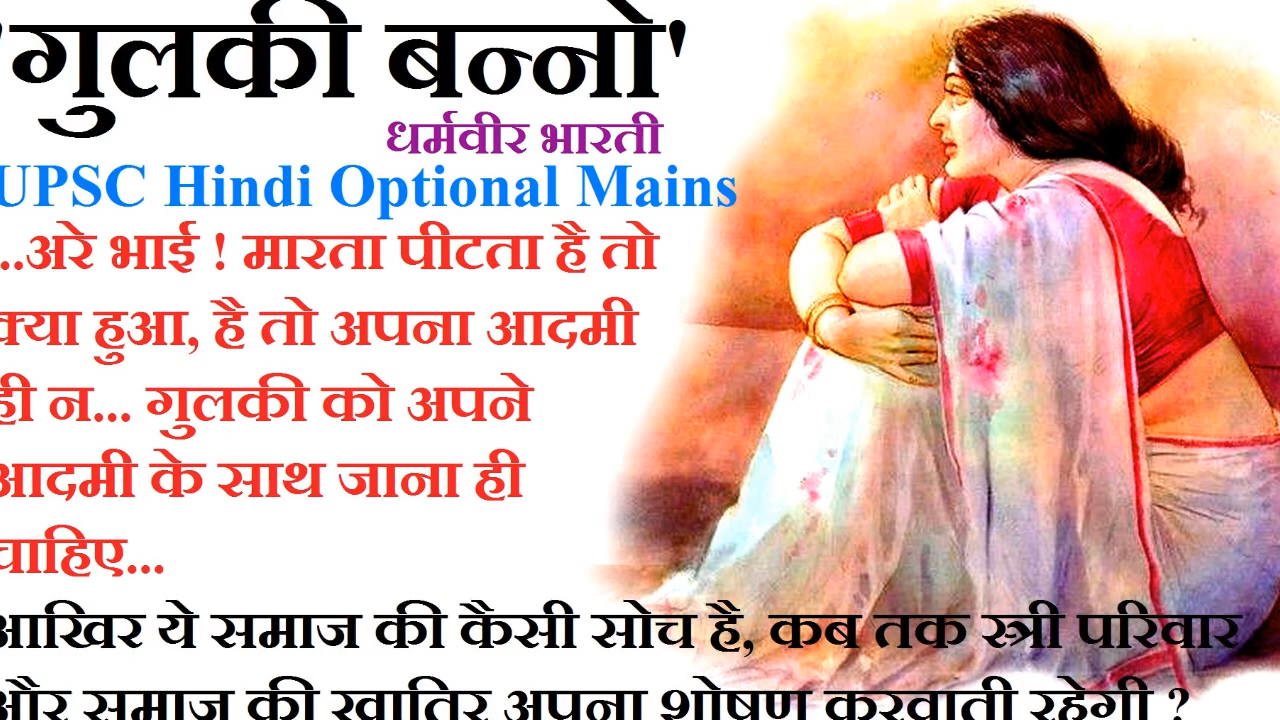 'गुलकी बन्नो'
धर्मवीर भारती
UPSC Hindi Optional Mains
...अरे भाई ! मारता पीटता है तो
क्या हुआ, है तो अपना आदमी
ही न... गुलकी को अपने
आदमी के साथ जाना ही
चाहिए...
आखिर ये समाज की कैसी सोच है, कब तक स्त्री परिवार
और समाज की खातिर अपना शोषण करवाती रहेगी ?